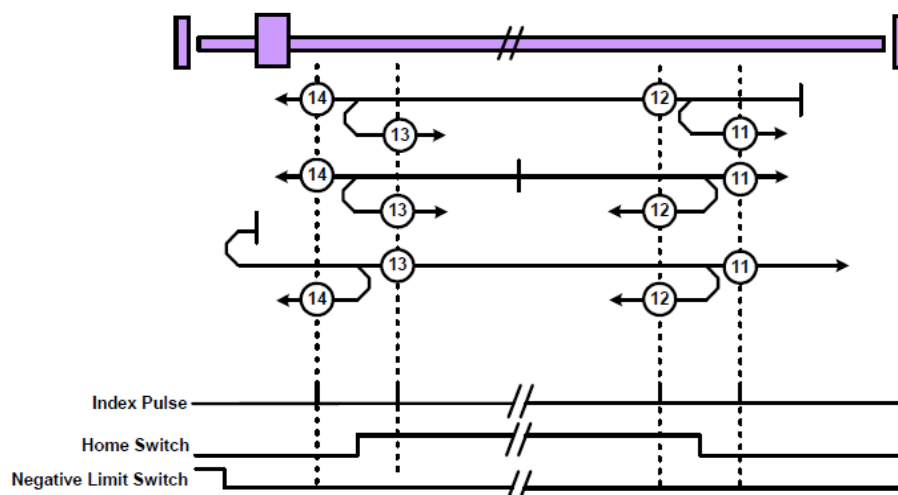 14 12
13 11
14 11
13 12
13 11
14 12
Index Pulse
Home Switch
Negative Limit Switch